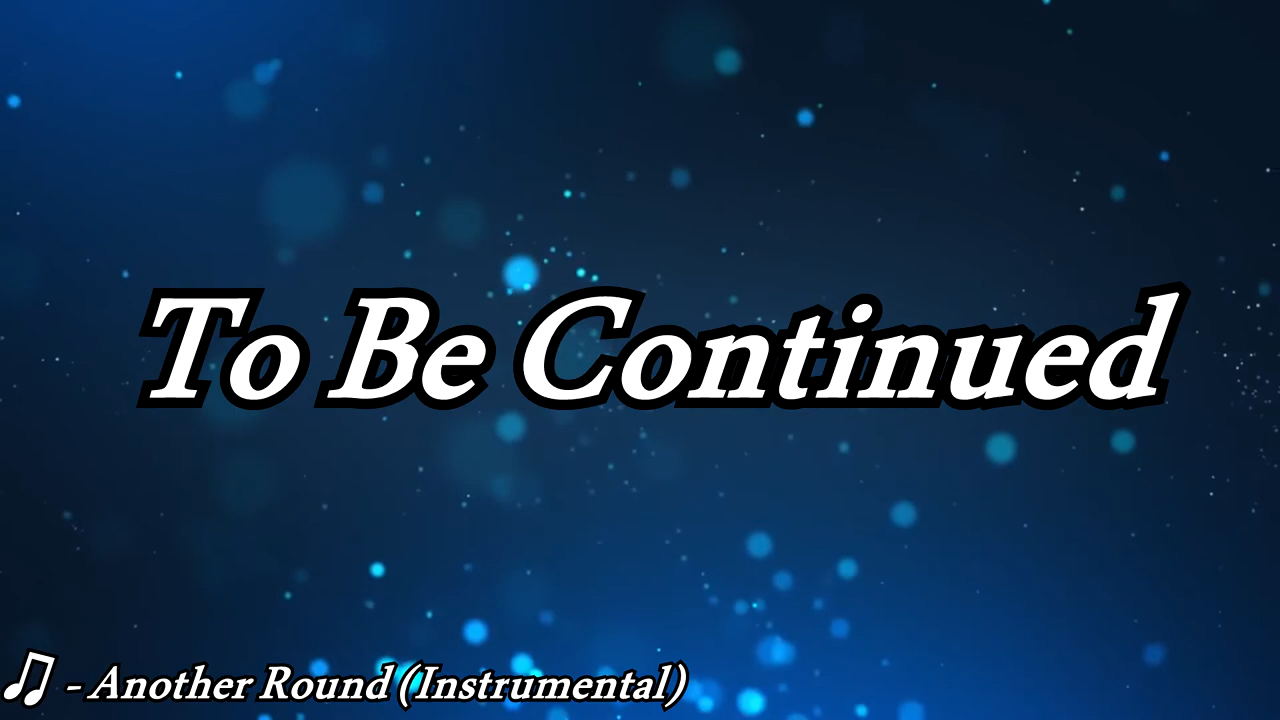 To Be Continued
♫ - Another Round (Instrumental)